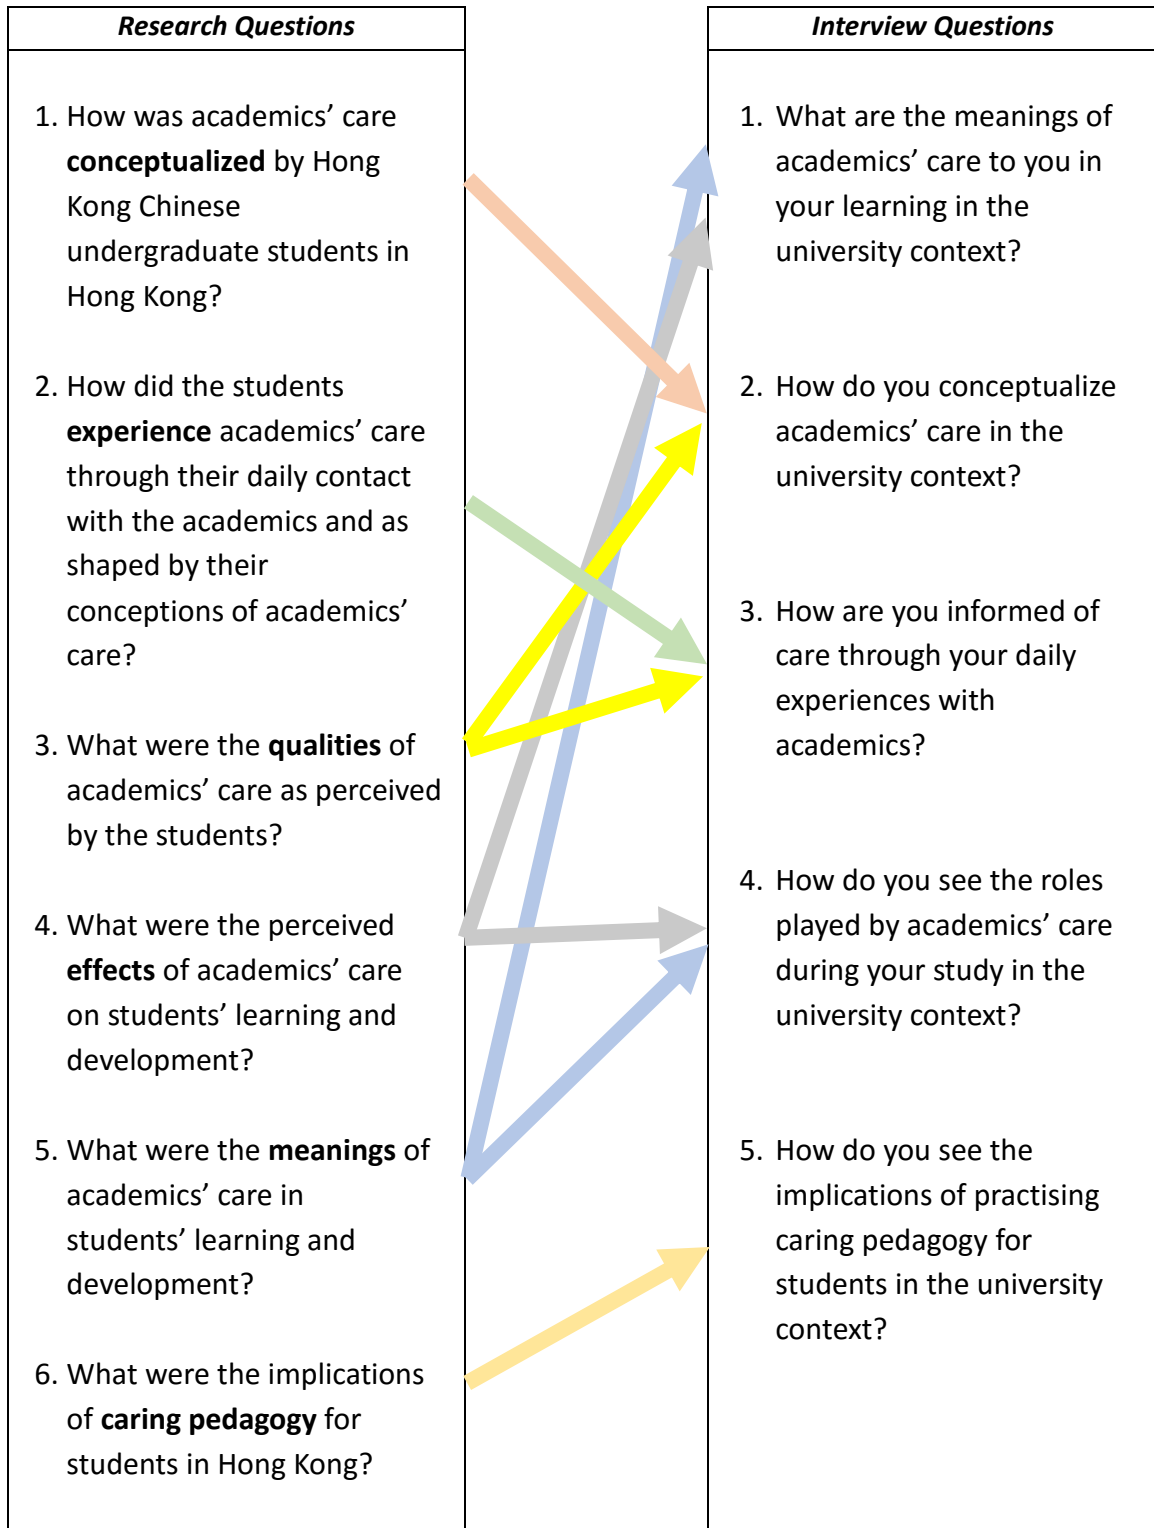 Research Questions
1. How was academics’ care
conceptualized by Hong
Kong Chinese
undergraduate students in
Hong Kong?
2. How did the students
experience academics’ care
through their daily contact
with the academics and as
shaped by their
conceptions of academics’
care?
3. What were the qualities of
academics’ care as perceived
by the students?
4. What were the perceived
effects of academics’ care
on students’ learning and
development?
5. What were the meanings of
academics’ care in
students’ learning and
development?
6. What were the implications
of caring pedagogy for
students in Hong Kong?
Interview Questions
1. What are the meanings of
academics’ care to you in
your learning in the
university context?
2. How do you conceptualize
academics’ care in the
university context?
3. How are you informed of
care through your daily
experiences with
academics?
4. How do you see the roles
played by academics’ care
during your study in the
university context?
5. How do you see the
implications of practising
caring pedagogy for
students in the university
context?